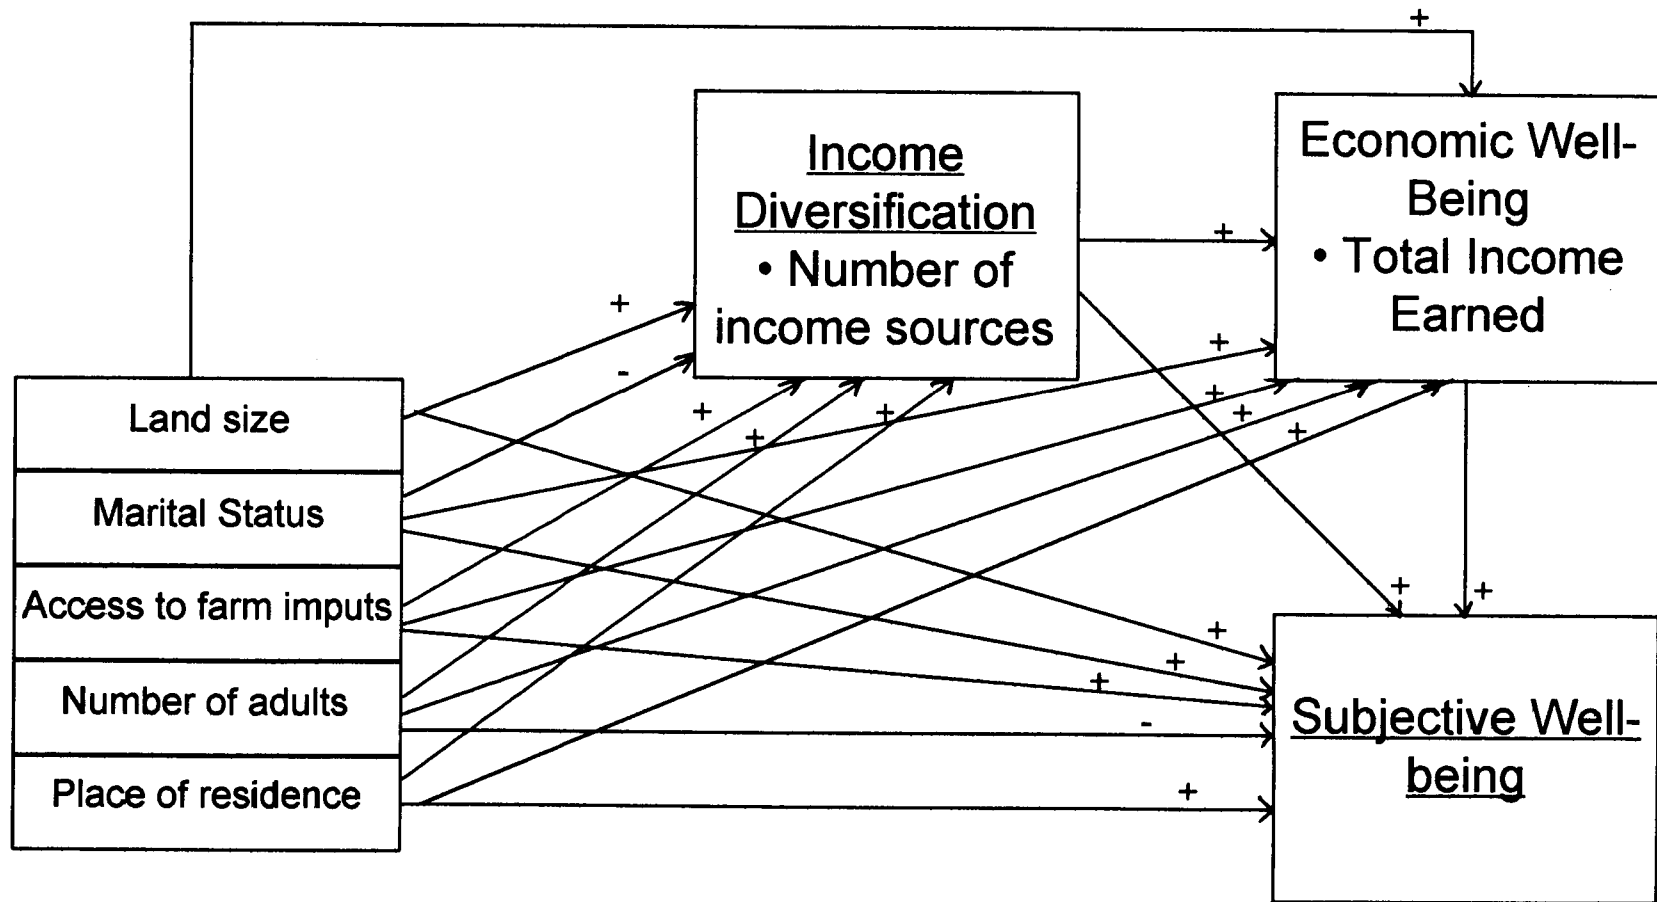 +
Income
Diversification
• Number of
income sources
Economic Well-
Being
• Total Income
Earned
+
+
-
+
+
+
+
+
+
+
Land size
Marital Status
Access to farm imputs
Number of adults
Place of residence
+
+
+
+
+
-
+
Subjective Well-
being